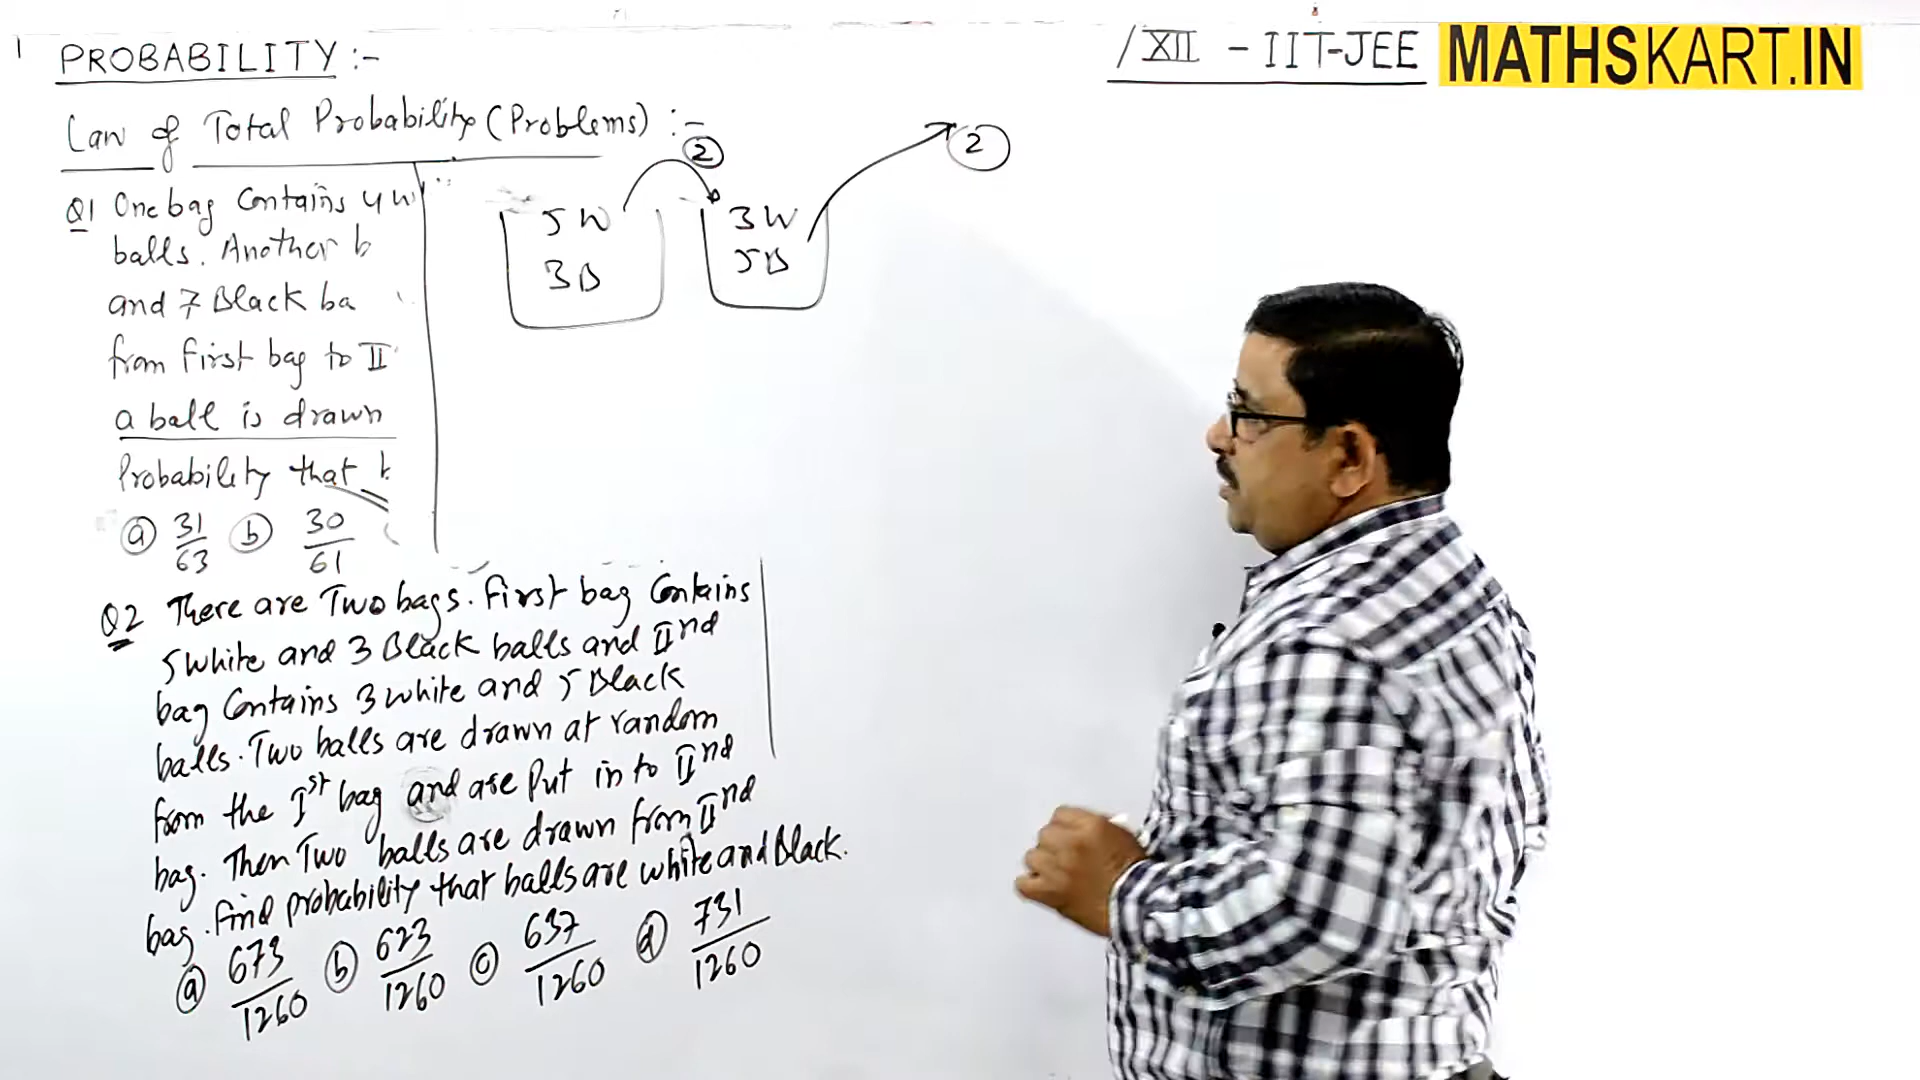 PROBABILITY :-
/XII - IIT-JEE
MATHSKART.IN
Law of Total Probability (Problems) :-
Q1 One bag Contains 4 w
balls. Another b
and 7 Black ba
from first bag to II
a ball is drawn
Probability that
(a) 31/63 (b) 30/61
2
2
5W
3B
3W
5B
Q2 There are Two bags. First bag Contains
5 White and 3 Black balls and IInd
bag Contains 3 white and 5 Black
balls. Two balls are drawn at random
from the Ist bag and are Put in to IInd
bag. Then Two balls are drawn from IInd
bag. Find probability that balls are white and Black.
(a) 673/1260 (b) 623/1260 (c) 637/1260 (d) 731/1260